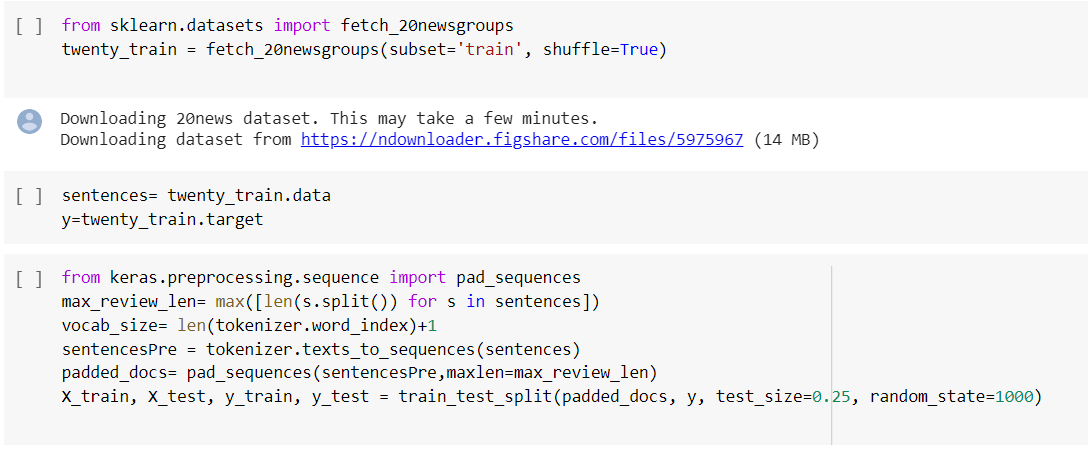 [ ] from sklearn.datasets import fetch_20newsgroups
twenty_train = fetch_20newsgroups(subset='train', shuffle=True)
Downloading 20news dataset. This may take a few minutes.
Downloading dataset from https://ndownloader.figshare.com/files/5975967 (14 MB)
[ ] sentences= twenty_train.data
y=twenty_train.target
[ ] from keras.preprocessing.sequence import pad_sequences
max_review_len= max([len(s.split()) for s in sentences])
vocab_size= len(tokenizer.word_index)+1
sentencesPre = tokenizer.texts_to_sequences(sentences)
padded_docs= pad_sequences(sentencesPre,maxlen=max_review_len)
X_train, X_test, y_train, y_test = train_test_split(padded_docs, y, test_size=0.25, random_state=1000)